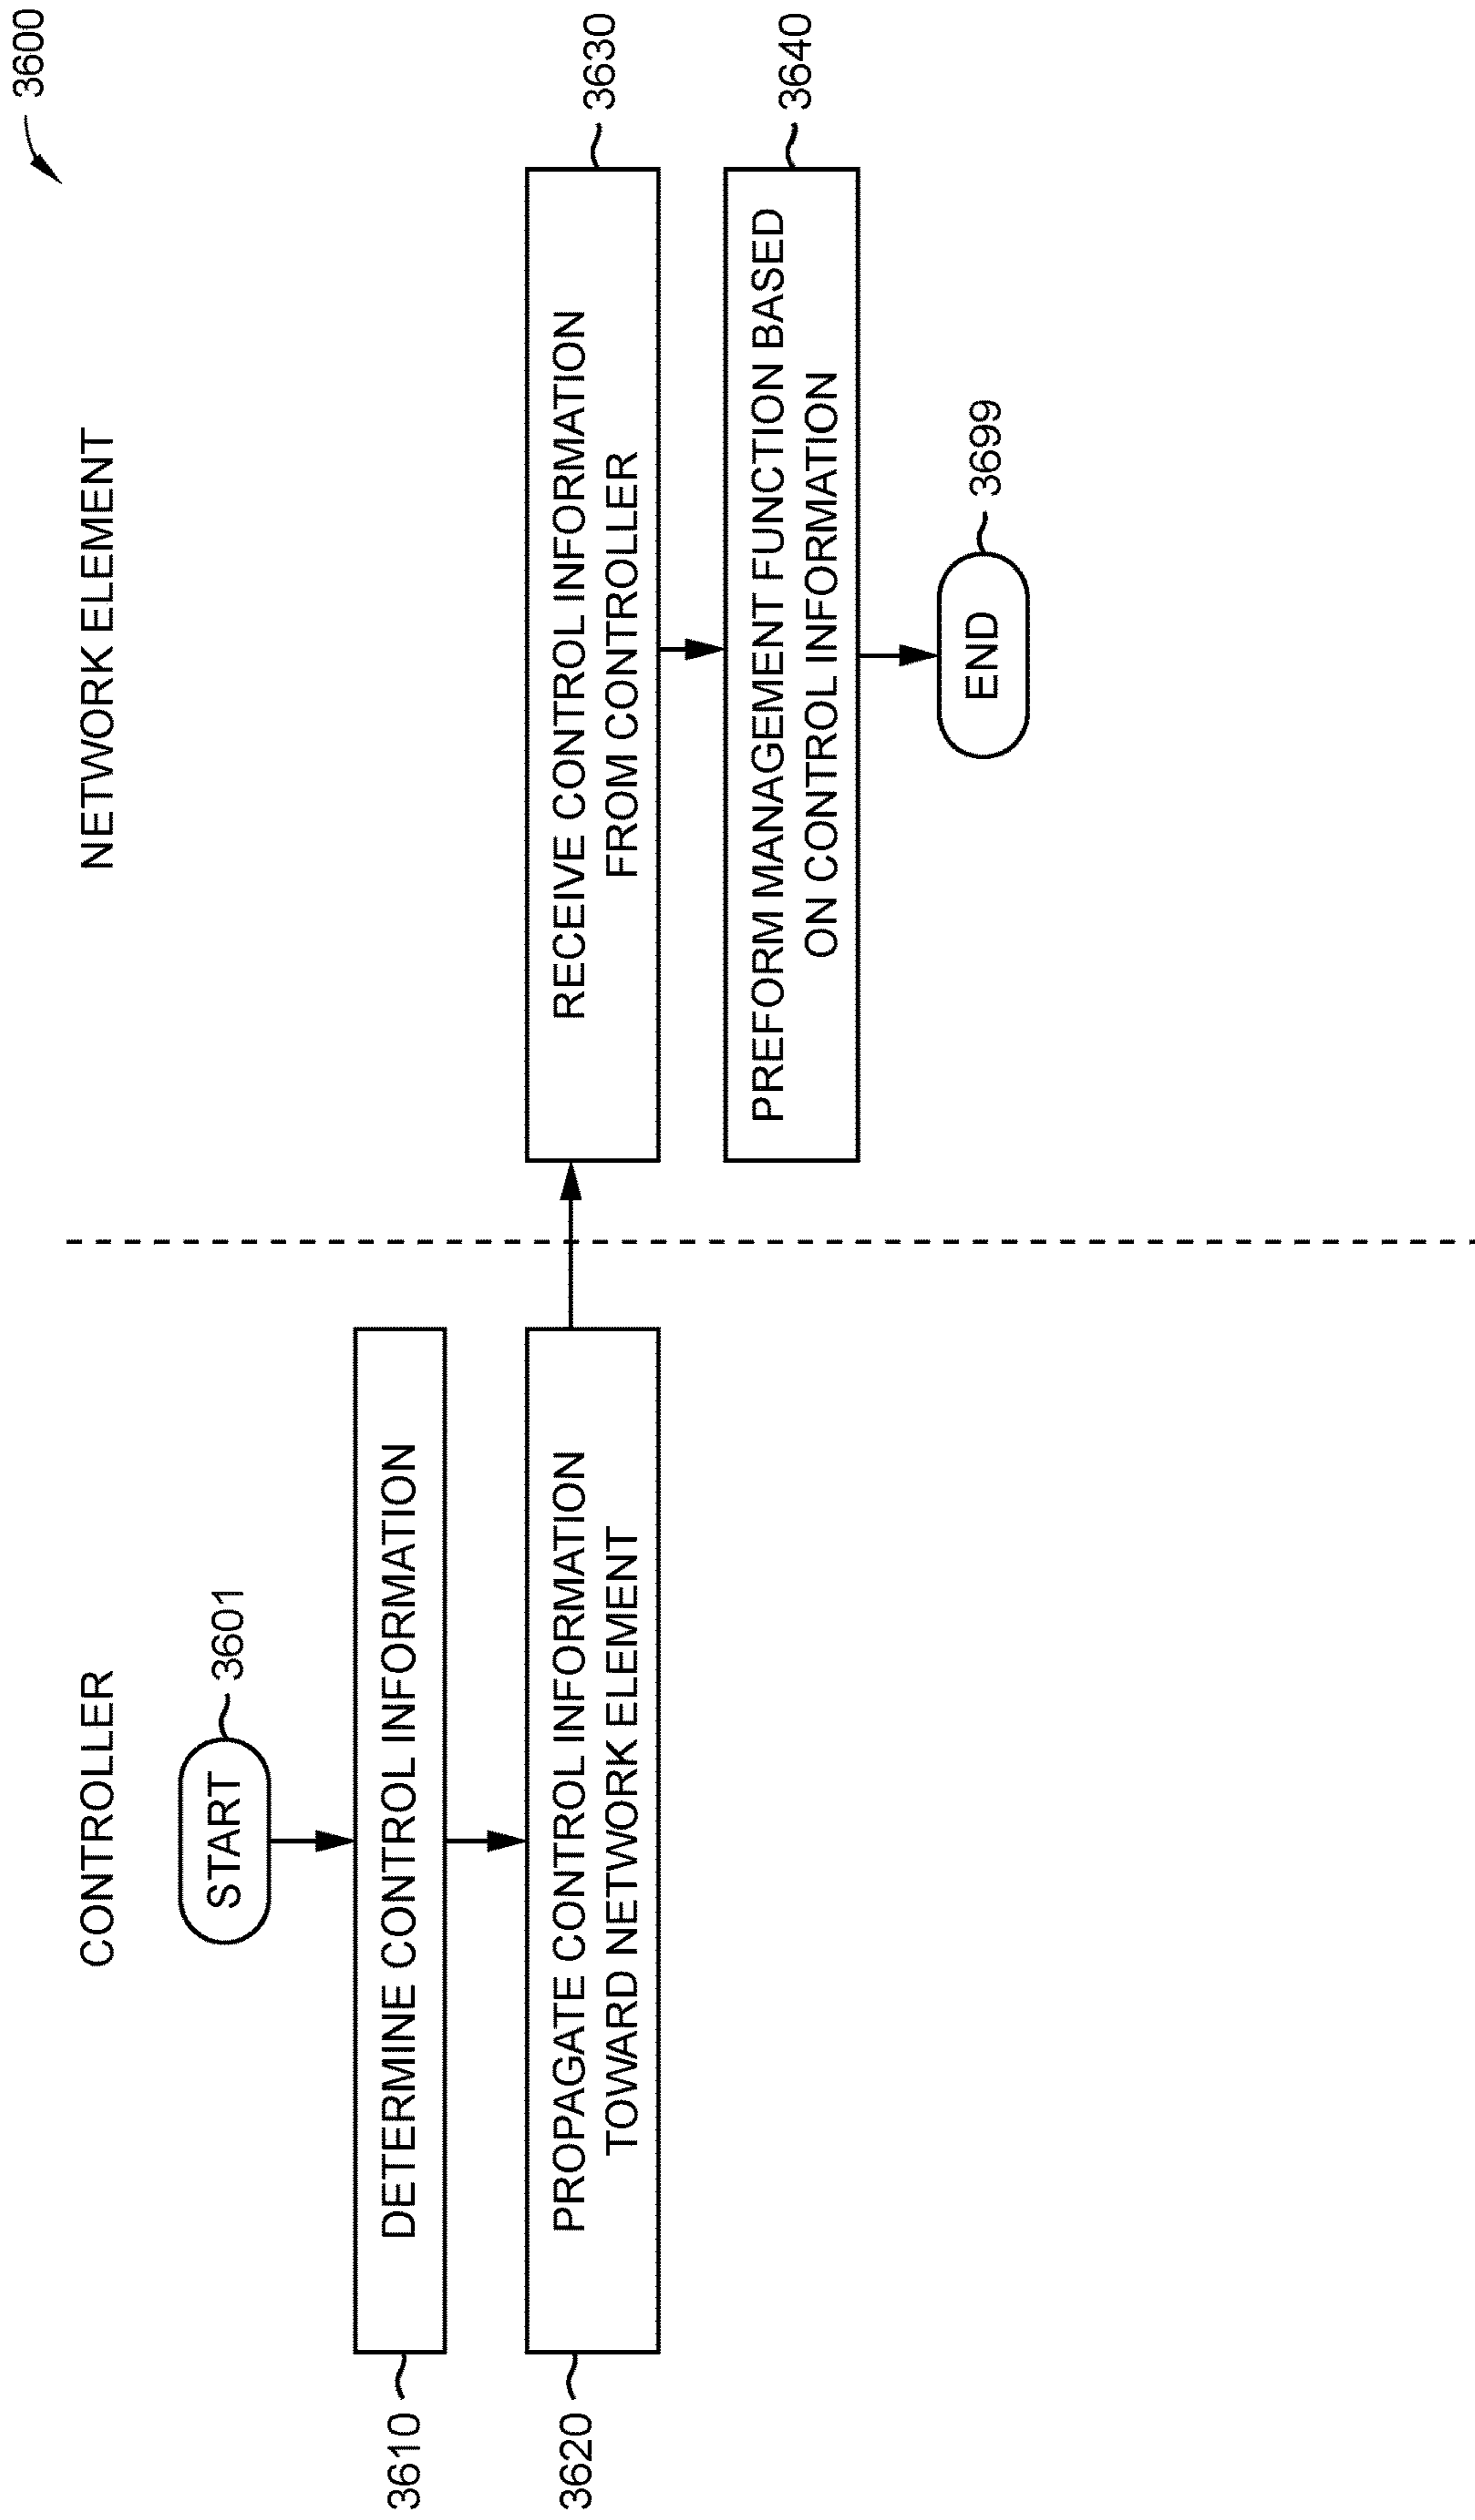 3600
CONTROLLER
NETWORK ELEMENT
START
3601
3610
DETERMINE CONTROL INFORMATION
3620
PROPAGATE CONTROL INFORMATION
TOWARD NETWORK ELEMENT
RECEIVE CONTROL INFORMATION
FROM CONTROLLER
3630
PREFORM MANAGEMENT FUNCTION BASED
ON CONTROL INFORMATION
3640
END
3699